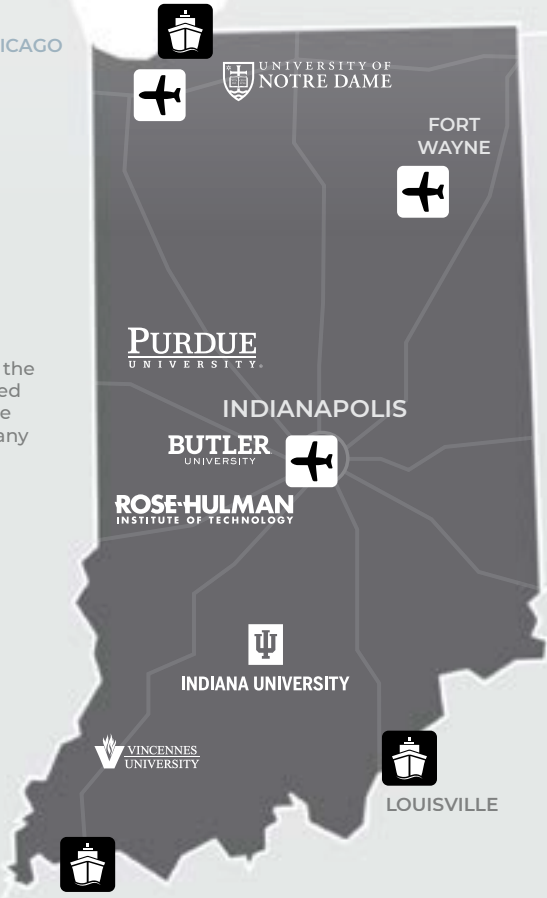 ICAGO
UNIVERSITY OF
NOTRE DAME
FORT
WAYNE
PURDUE
UNIVERSITY®
the
ed
e
any
INDIANAPOLIS
BUTLER
UNIVERSITY
ROSE-HULMAN
INSTITUTE OF TECHNOLOGY
INDIANA UNIVERSITY
VINCENNES
UNIVERSITY
LOUISVILLE